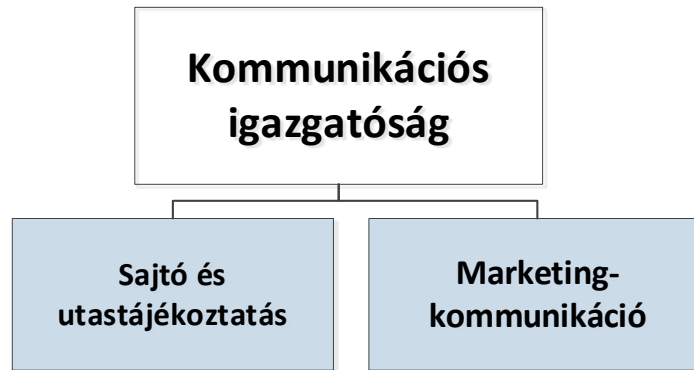 Kommunikációs
igazgatóság
Sajtó és
utastájékoztatás
Marketing-
kommunikáció